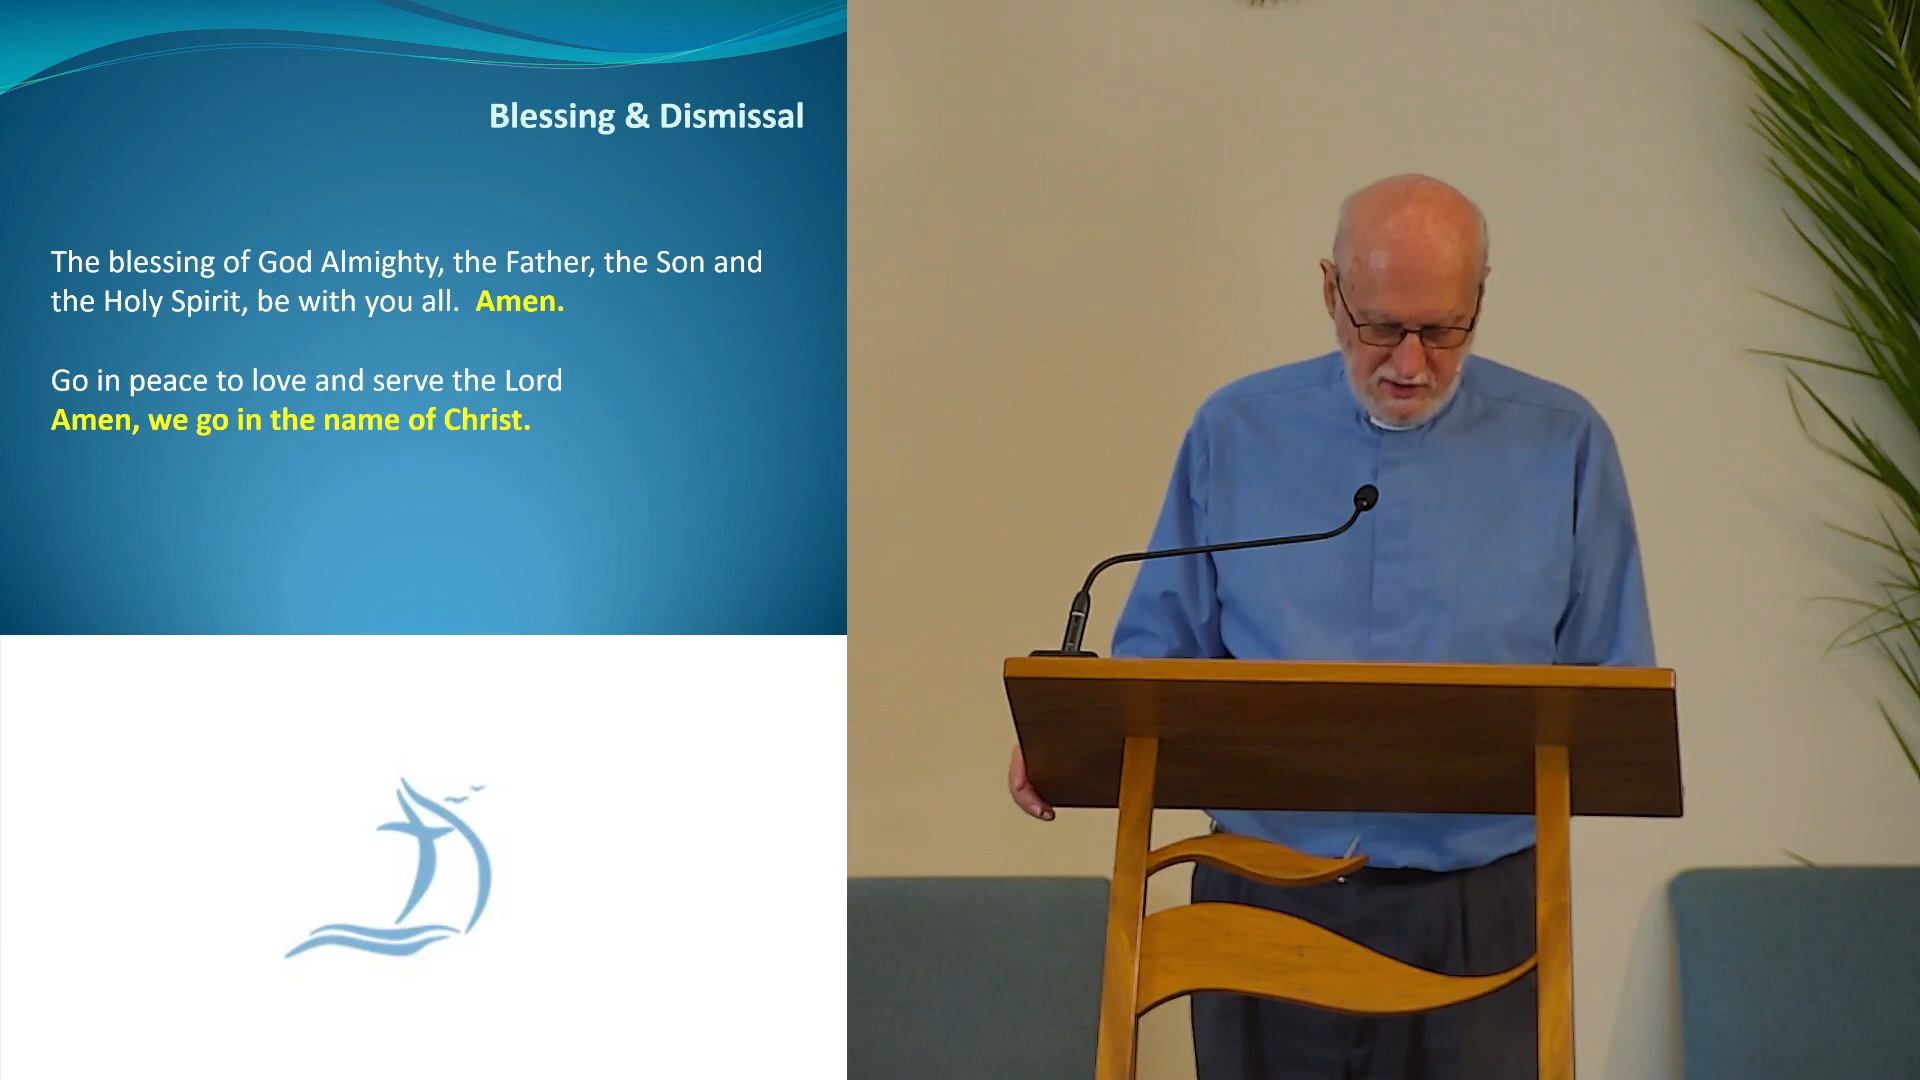 Blessing & Dismissal
The blessing of God Almighty, the Father, the Son and
the Holy Spirit, be with you all. Amen.
Go in peace to love and serve the Lord
Amen, we go in the name of Christ.